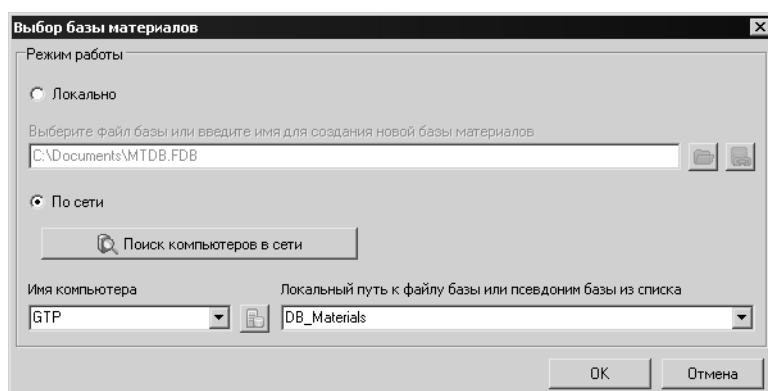 Выбор базы материалов
Режим работы
Локально
Выберите файл базы или введите имя для создания новой базы материалов
C:\Documents\MTDB.FDB
По сети
Поиск компьютеров в сети
Имя компьютера Локальный путь к файлу базы или псевдоним базы из списка
GTP DB_Materials
OK Отмена